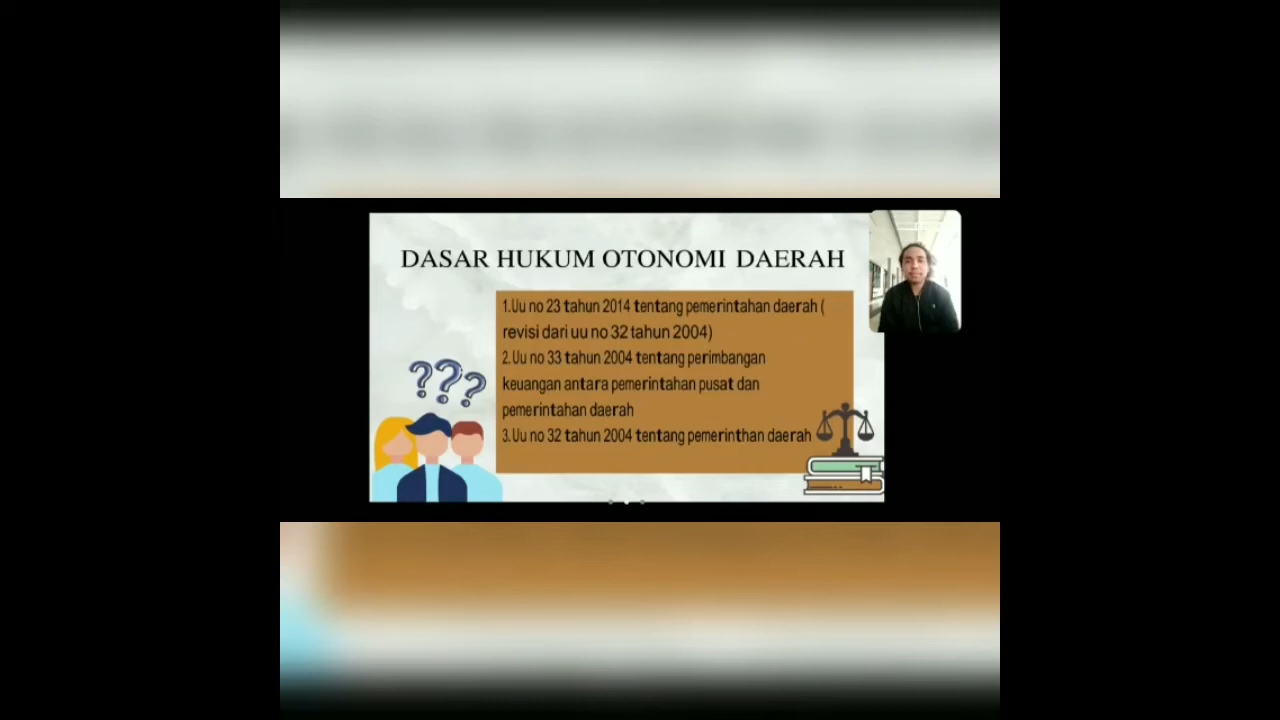 DASAR HUKUM OTONOMI DAERAH
1.Uu no 23 tahun 2014 tentang pemerintahan daerah (
revisi dari uu no 32 tahun 2004)
2.Uu no 33 tahun 2004 tentang perimbangan
keuangan antara pemerintahan pusat dan
pemerintahan daerah
3.Uu no 32 tahun 2004 tentang pemerinthan daerah
???